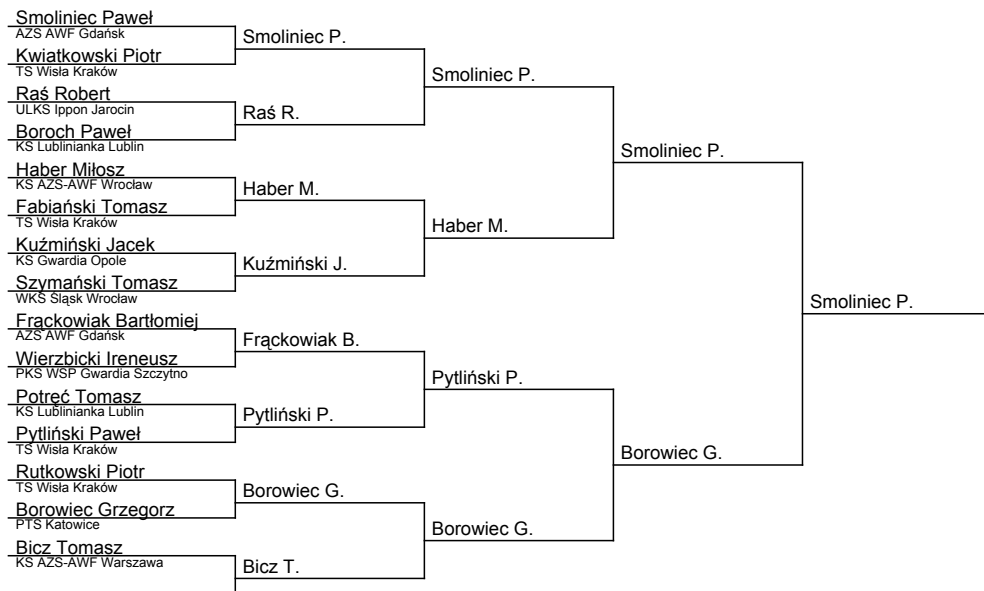 Smoliniec Paweł
AZS AWF Gdańsk
Smoliniec P.
Kwiatkowski Piotr
TS Wisła Kraków
Smoliniec P.
Raś Robert
ULKS Ippon Jarocin
Raś R.
Boroch Paweł
KS Lublinianka Lublin
Smoliniec P.
Haber Miłosz
KS AZS-AWF Wrocław
Haber M.
Fabiański Tomasz
TS Wisła Kraków
Haber M.
Kuźmiński Jacek
KS Gwardia Opole
Kuźmiński J.
Szymański Tomasz
WKS Śląsk Wrocław
Smoliniec P.
Frąckowiak Bartłomiej
AZS AWF Gdańsk
Frąckowiak B.
Wierzbicki Ireneusz
PKS WSP Gwardia Szczytno
Pytliński P.
Potręć Tomasz
KS Lublinianka Lublin
Pytliński P.
Pytliński Paweł
TS Wisła Kraków
Borowiec G.
Rutkowski Piotr
TS Wisła Kraków
Borowiec G.
Borowiec Grzegorz
PTS Katowice
Borowiec G.
Bicz Tomasz
KS AZS-AWF Warszawa
Bicz T.